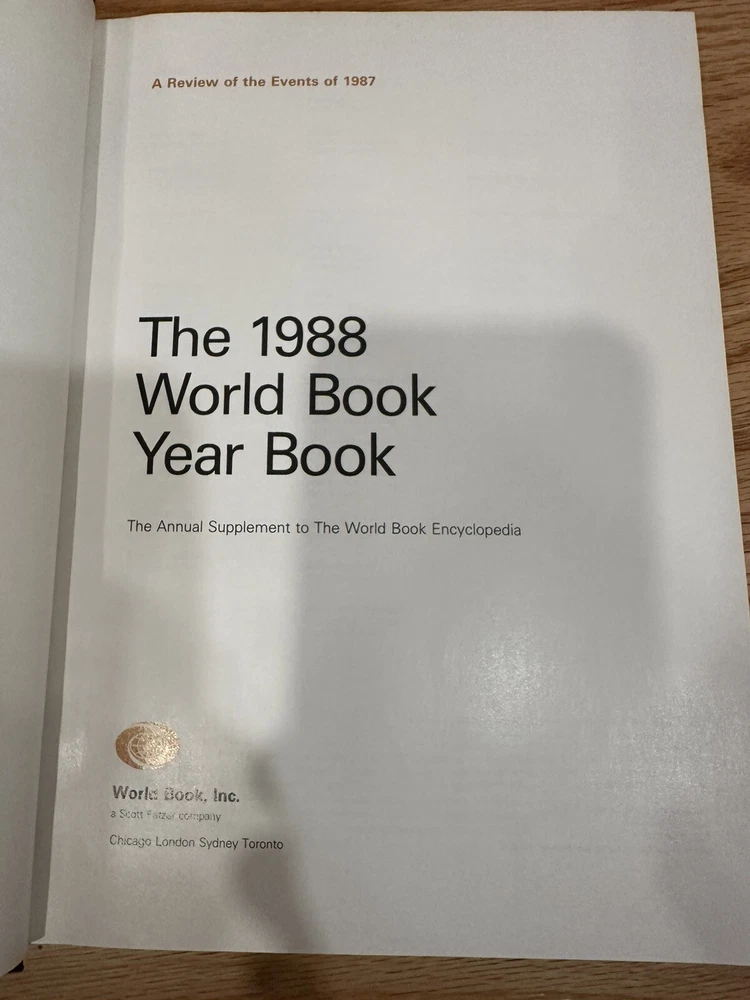 A Review of the Events of 1987
The 1988
World Book
Year Book
The Annual Supplement to The World Book Encyclopedia
World Book, Inc.
a Scott Fetzer company
Chicago London Sydney Toronto